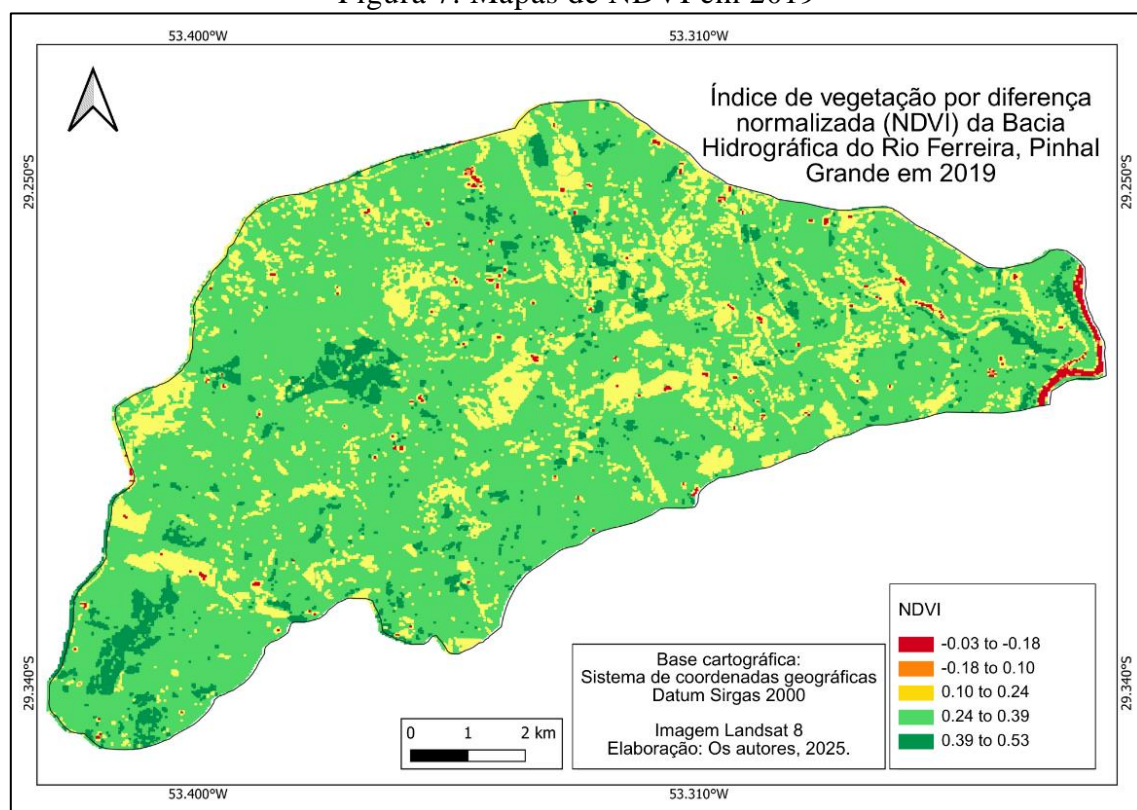 Figura 7: Mapas de NDVI em 2019
53.400°W
53.310°W
Índice de vegetação por diferença
normalizada (NDVI) da Bacia
Hidrográfica do Rio Ferreira, Pinhal
Grande em 2019
29.250°S
29.250°S
29.340°S
29.340°S
NDVI
-0.03 to -0.18
-0.18 to 0.10
0.10 to 0.24
0.24 to 0.39
0.39 to 0.53
Base cartográfica:
Sistema de coordenadas geográficas
Datum Sirgas 2000
Imagem Landsat 8
Elaboração: Os autores, 2025.
0 1 2 km
53.400°W
53.310°W